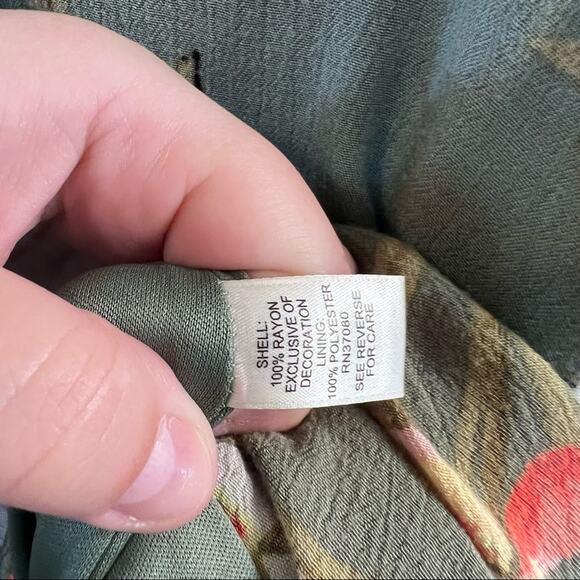 SHELL:
100% RAYON
EXCLUSIVE OF
DECORATION
LINING:
100% POLYESTER
RN37080
SEE REVERSE
FOR CARE